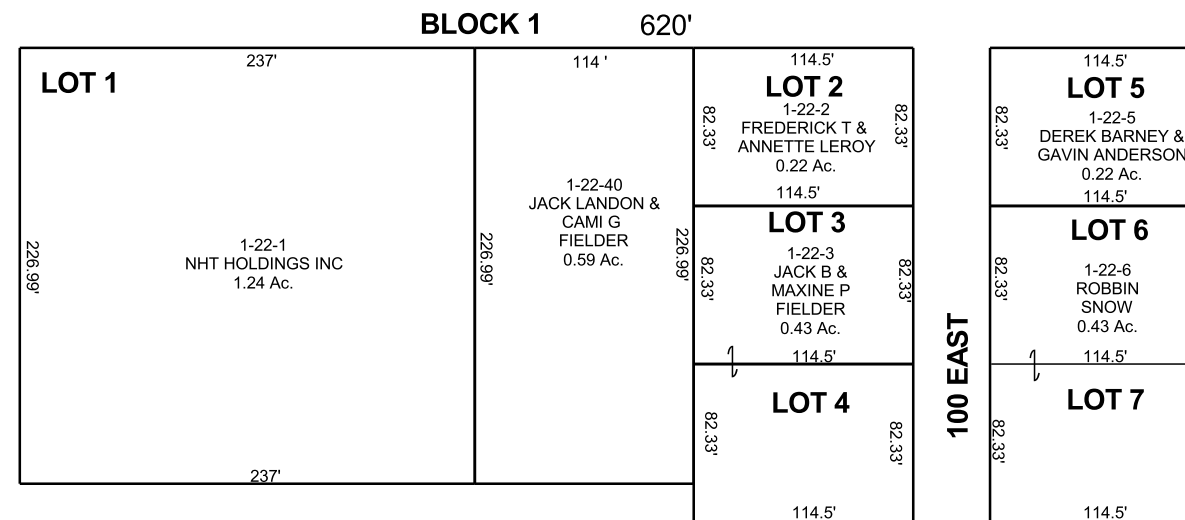 BLOCK 1
620'
LOT 1
237'
226.99'
1-22-1
NHT HOLDINGS INC
1.24 Ac.
237'
226.99'
114 '
1-22-40
JACK LANDON &
CAMI G
FIELDER
0.59 Ac.
226.99'
114.5'
LOT 2
82.33'
1-22-2
FREDERICK T &
ANNETTE LEROY
0.22 Ac.
82.33'
114.5'
LOT 3
82.33'
1-22-3
JACK B &
MAXINE P
FIELDER
0.43 Ac.
82.33'
114.5'
LOT 4
82.33'
82.33'
114.5'
100 EAST
114.5'
LOT 5
82.33'
1-22-5
DEREK BARNEY &
GAVIN ANDERSON
0.22 Ac.
114.5'
LOT 6
82.33'
1-22-6
ROBBIN
SNOW
0.43 Ac.
114.5'
LOT 7
82.33'
114.5'